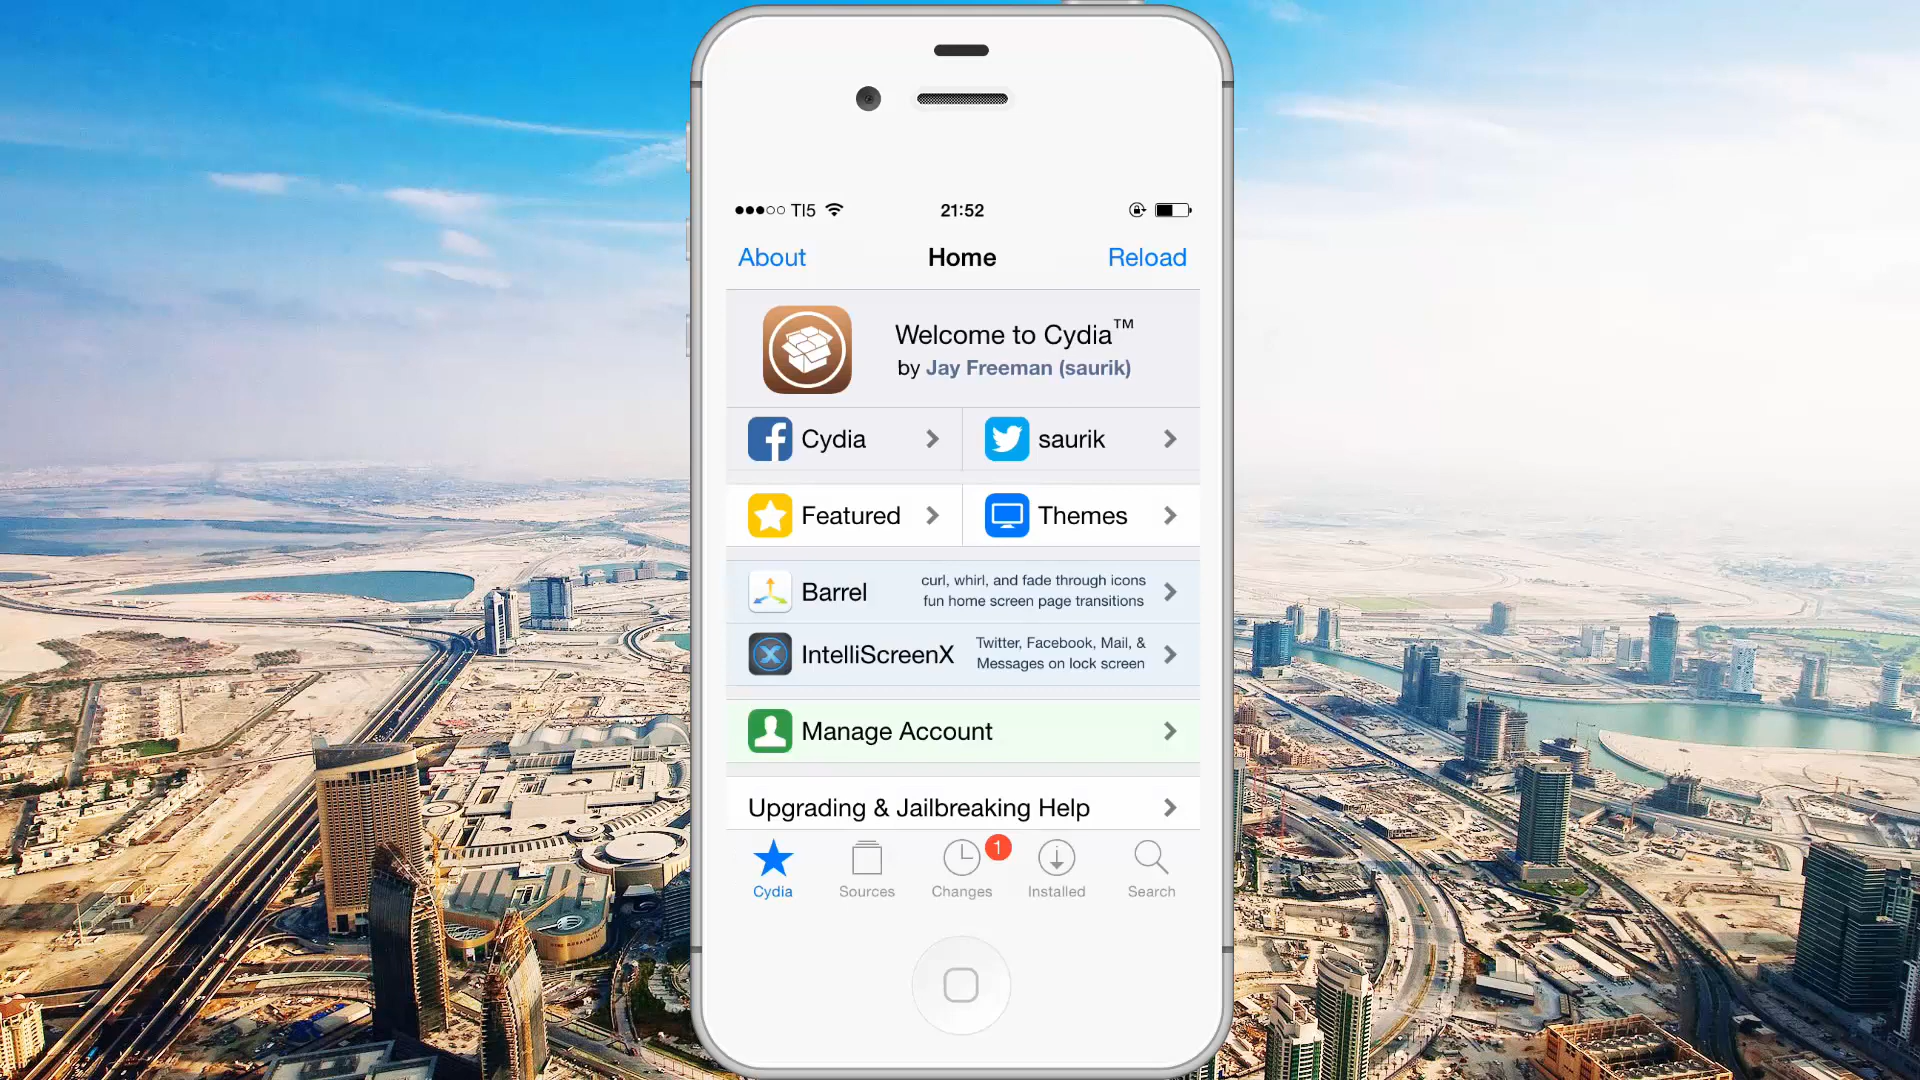 TI5
21:52
About
Home
Reload
Welcome to Cydia™
by Jay Freeman (saurik)
Cydia
saurik
Featured
Themes
Barrel
curl, whirl, and fade through icons
fun home screen page transitions
IntelliScreenX
Twitter, Facebook, Mail, &
Messages on lock screen
Manage Account
Upgrading & Jailbreaking Help
1
Cydia
Sources
Changes
Installed
Search